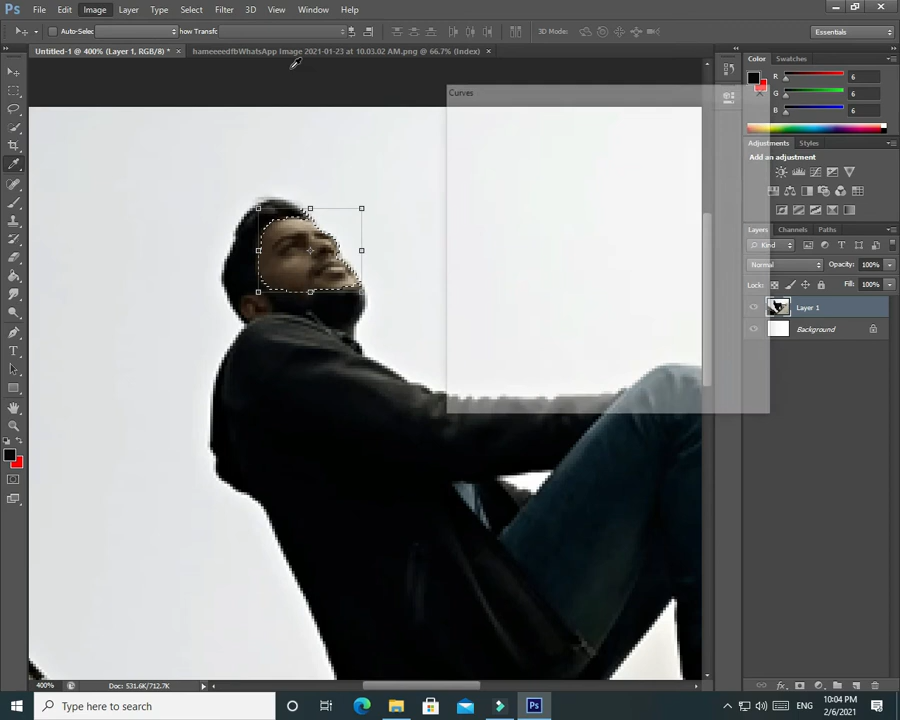 Ps File Edit Image Layer Type Select Filter 3D View Window Help
Auto-Selec how Transf 3D Mode: Essentials
Untitled-1 @ 400% (Layer 1, RGB/8) * × hameeeedfbWhatsApp Image 2021-01-23 at 10.03.02 AM.png @ 66.7% (Index) ×
Color Swatches
Curves
R 6
G 6
B 6
Adjustments Styles
Add an adjustment
Layers Channels Paths
Kind
Normal Opacity: 100%
Lock: Fill: 100%
Layer 1
Background
400% Doc: 531.6K/712.7K
Type here to search
Ps
10:04 PM
2/6/2021